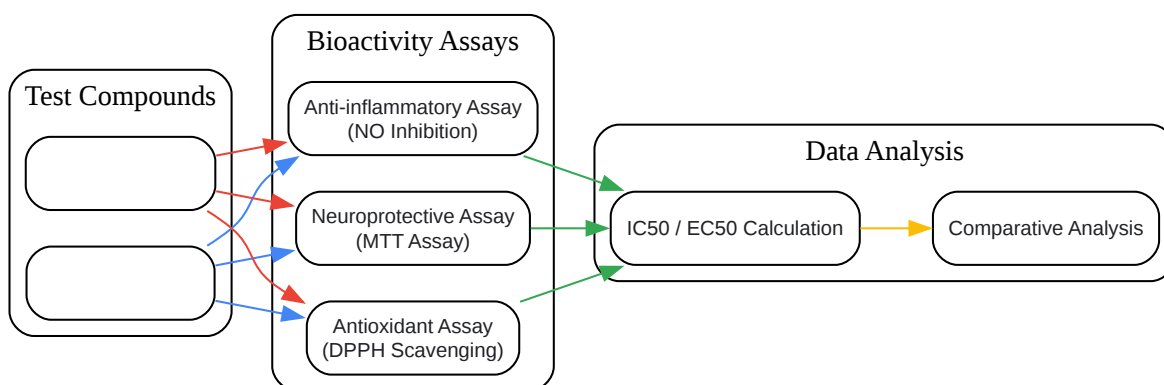 Test Compounds
Bioactivity Assays
Anti-inflammatory Assay
(NO Inhibition)
Neuroprotective Assay
(MTT Assay)
Antioxidant Assay
(DPPH Scavenging)
Data Analysis
IC50 / EC50 Calculation
Comparative Analysis